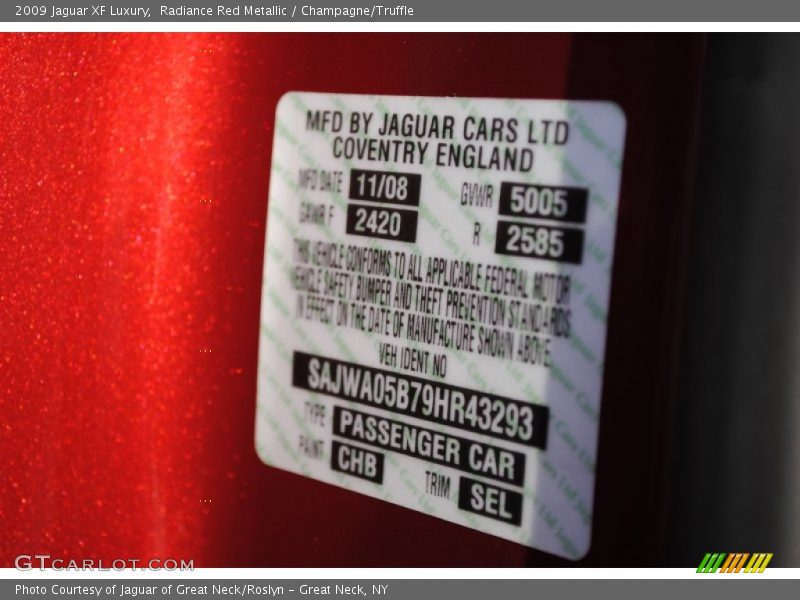 2009 Jaguar XF Luxury,  Radiance Red Metallic / Champagne/Truffle
MFD BY JAGUAR CARS LTD
COVENTRY ENGLAND
MFD DATE 11/08 GVWR 5005
GAWR F 2420 R 2585
THIS VEHICLE CONFORMS TO ALL APPLICABLE FEDERAL MOTOR
VEHICLE SAFETY BUMPER AND THEFT PREVENTION STANDARDS
IN EFFECT ON THE DATE OF MANUFACTURE SHOWN ABOVE.
VEH IDENT NO
SAJWA05B79HR43293
TYPE PASSENGER CAR
PAINT CHB TRIM SEL
GTcarlot.com
Photo Courtesy of Jaguar of Great Neck/Roslyn - Great Neck, NY